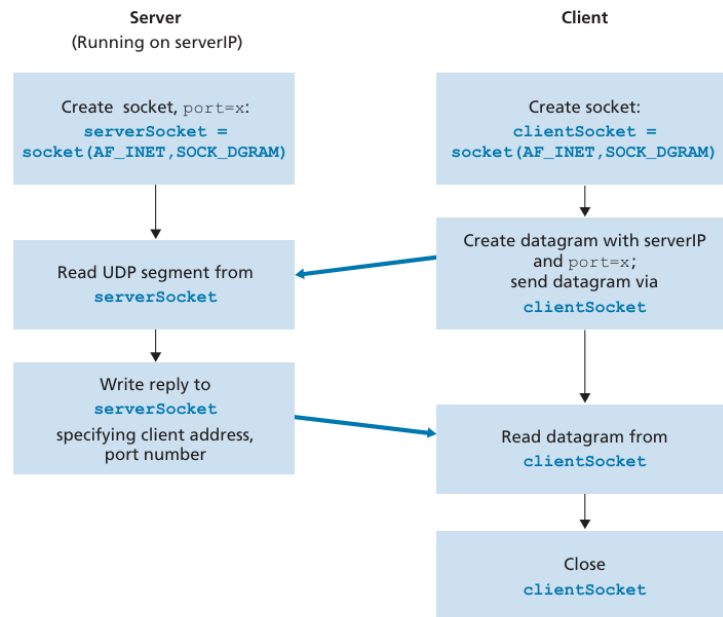 Server
(Running on serverIP)
Create socket, port=x:
serverSocket =
socket(AF_INET,SOCK_DGRAM)
Read UDP segment from
serverSocket
Write reply to
serverSocket
specifying client address,
port number
Client
Create socket:
clientSocket =
socket(AF_INET,SOCK_DGRAM)
Create datagram with serverIP
and port=x;
send datagram via
clientSocket
Read datagram from
clientSocket
Close
clientSocket